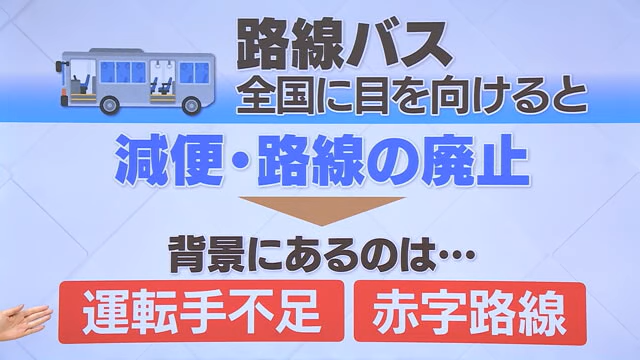 路線バス
全国に目を向けると
減便・路線の廃止
背景にあるのは…
運転手不足
赤字路線